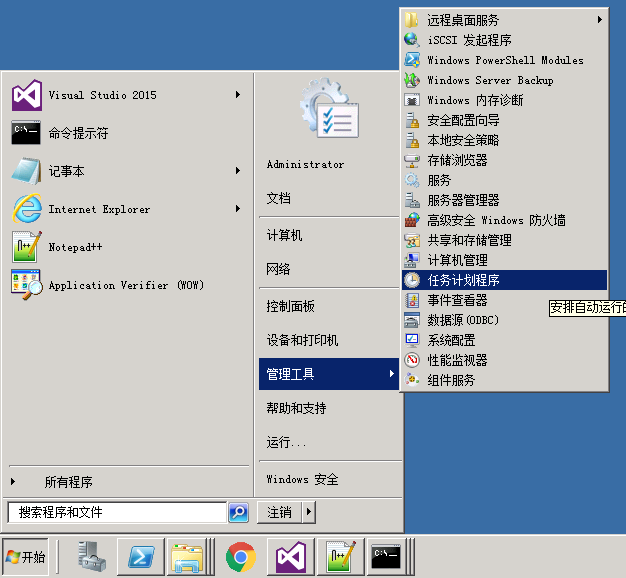 Visual Studio 2015
命令提示符
记事本
Internet Explorer
Notepad++
Application Verifier (WOW)
所有程序
搜索程序和文件
Administrator
文档
计算机
网络
控制面板
设备和打印机
管理工具
帮助和支持
运行...
Windows 安全
注销
远程桌面服务
iSCSI 发起程序
Windows PowerShell Modules
Windows Server Backup
Windows 内存诊断
安全配置向导
本地安全策略
存储浏览器
服务
服务器管理器
高级安全 Windows 防火墙
共享和存储管理
计算机管理
任务计划程序
事件查看器
数据源(ODBC)
系统配置
性能监视器
组件服务
安排自动运行的
开始